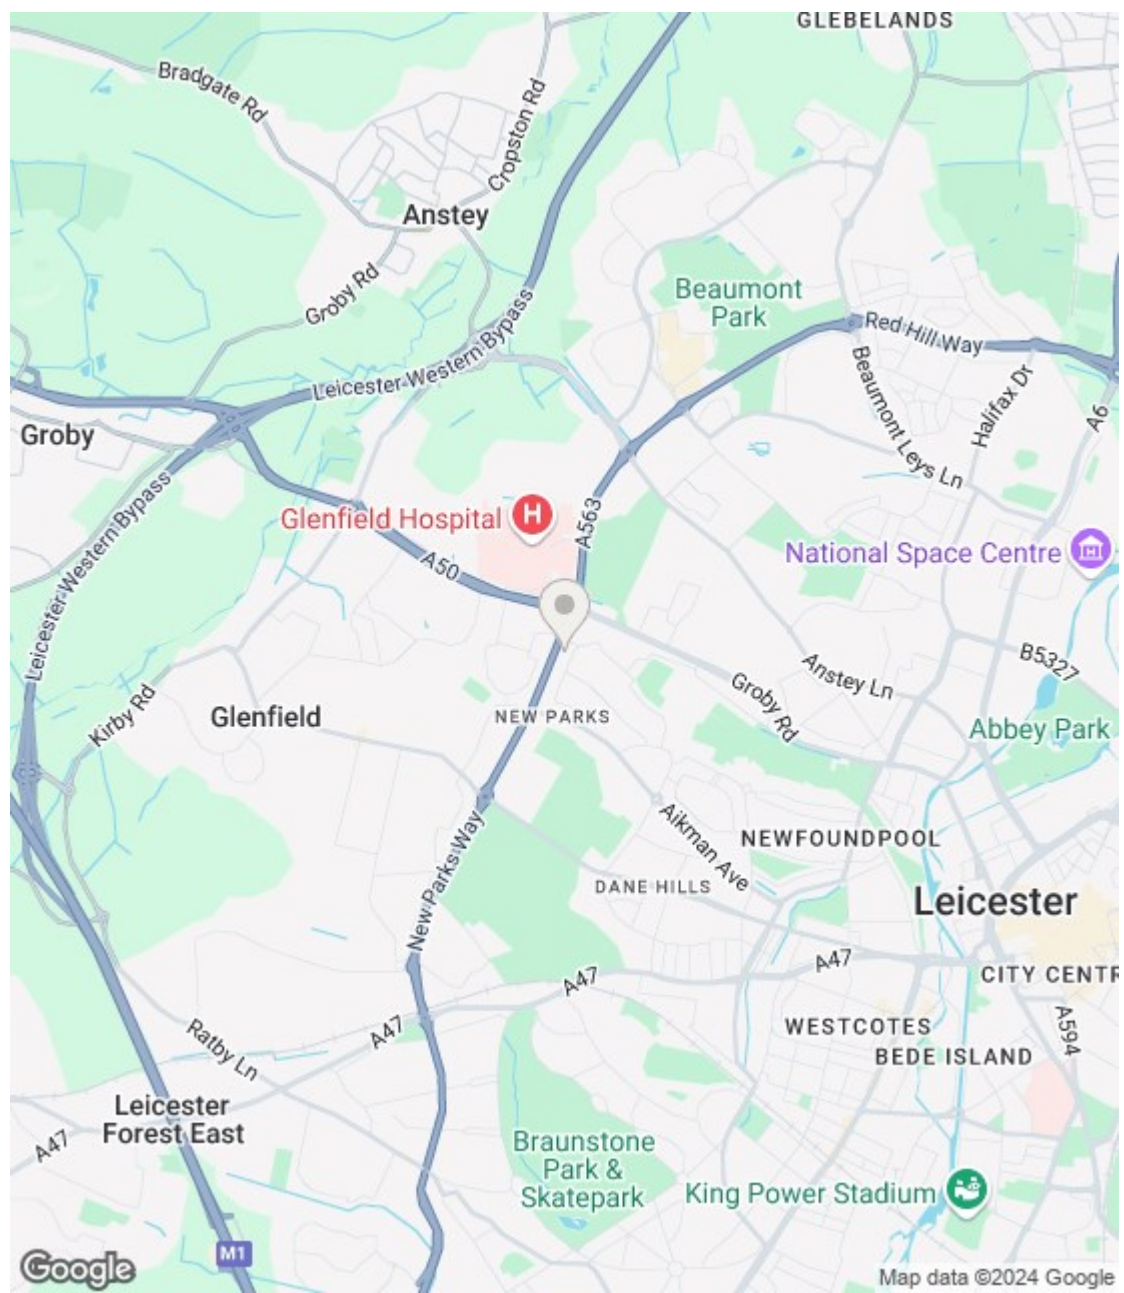 GLEBELANDS
Bradgate Rd
Cropston Rd
Anstey
Groby Rd
Beaumont
Park
Red Hill Way
Leicester Western Bypass
Beaumont Leys Ln
Halifax Dr
A6
Groby
Leicester Western Bypass
Glenfield Hospital
H
A563
A50
National Space Centre
Anstey Ln
B5327
Groby Rd
Kirby Rd
Glenfield
NEW PARKS
Abbey Park
New Parks Way
Aikman Ave
NEWFOUNDPOOL
DANE HILLS
Leicester
A47
A47
CITY CENTR
A47
WESTCOTES
BEDE ISLAND
A594
Ratby Ln
Leicester
Forest East
A47
Braunstone
Park &
Skatepark
King Power Stadium
M1
Google
Map data ©2024 Google